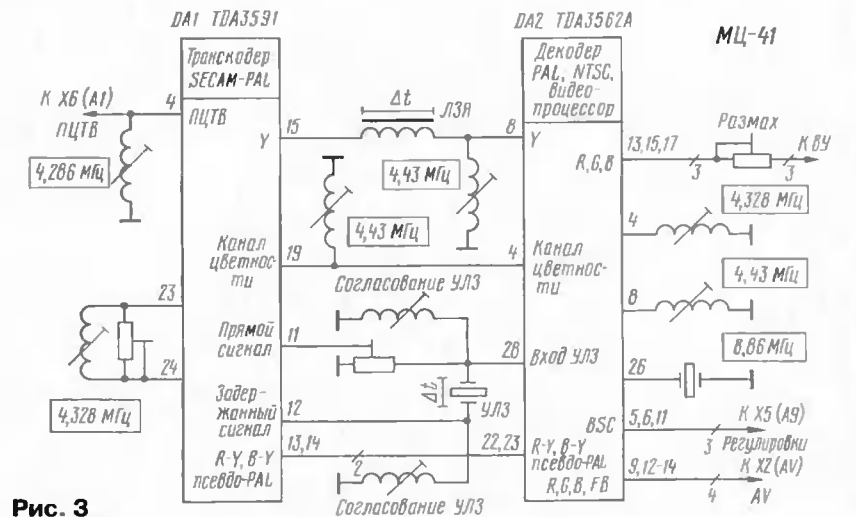 DA1 TDA3591
DA2 TDA3562A
МЦ-41
Транскодер
SECAM-PAL
Декодер
PAL, NTSC,
видео-
процессор
К X6 (А1)
ПЦТВ
4
ПЦТВ
4,286 МГц
Y
15
Δt
ЛЗЯ
8
Y
4,43 МГц
4,43 МГц
R,G,B
13,15,17
3
Размах
3
К ВУ
4
4,328 МГц
Канал
цветно-
сти
19
4
Канал
цветнос-
ти
8
4,43 МГц
23
24
4,328 МГц
Согласование УЛЗ
Прямой
сигнал
11
28
Вход УЛЗ
26
8,86 МГц
Δt
УЛЗ
Задер-
жанный
сигнал
12
R-Y, B-Y
псевдо-PAL
13,14
2
22,23
R-Y, B-Y
псевдо-PAL
Согласование УЛЗ
BSC
5,6,11
3
К X5 (А9)
Регулировки
R,G,B, FB
9,12-14
4
К X2 (AV)
AV
Рис. 3